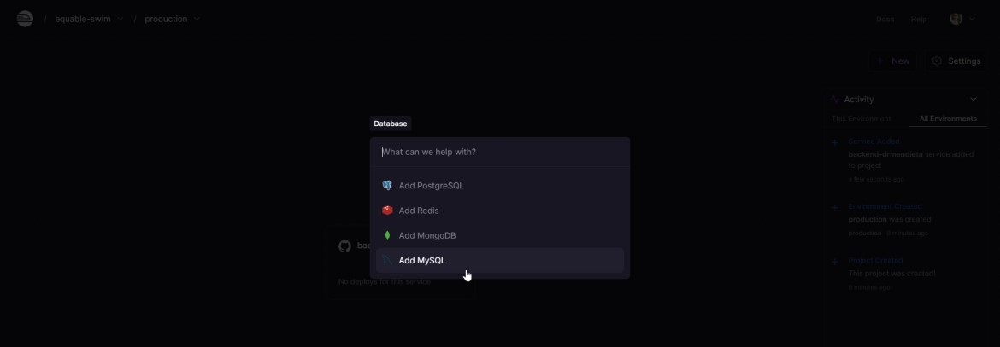 / equable-swim / production
Docs Help
+ New Settings
Activity
This Environment All Environments
Database
What can we help with?
Add PostgreSQL
Add Redis
Add MongoDB
Add MySQL
bac
No deploys for this service
Service Added
backend-drmendieta service added
to project
a few seconds ago
Environment Created
production was created
production · 6 minutes ago
Project Created
This project was created!
6 minutes ago